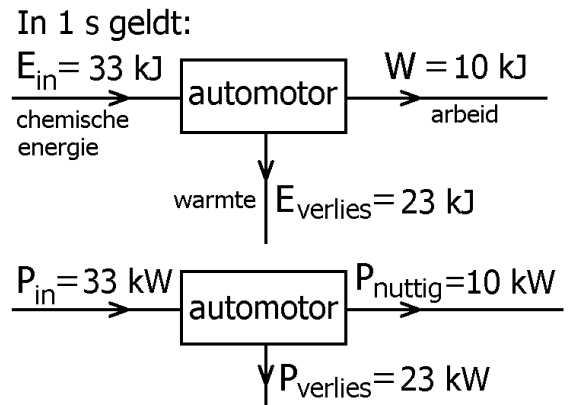 In 1 s geldt:
E_in = 33 kJ
automotor
W = 10 kJ
chemische
energie
arbeid
warmte
E_verlies = 23 kJ
P_in = 33 kW
automotor
P_nuttig = 10 kW
P_verlies = 23 kW